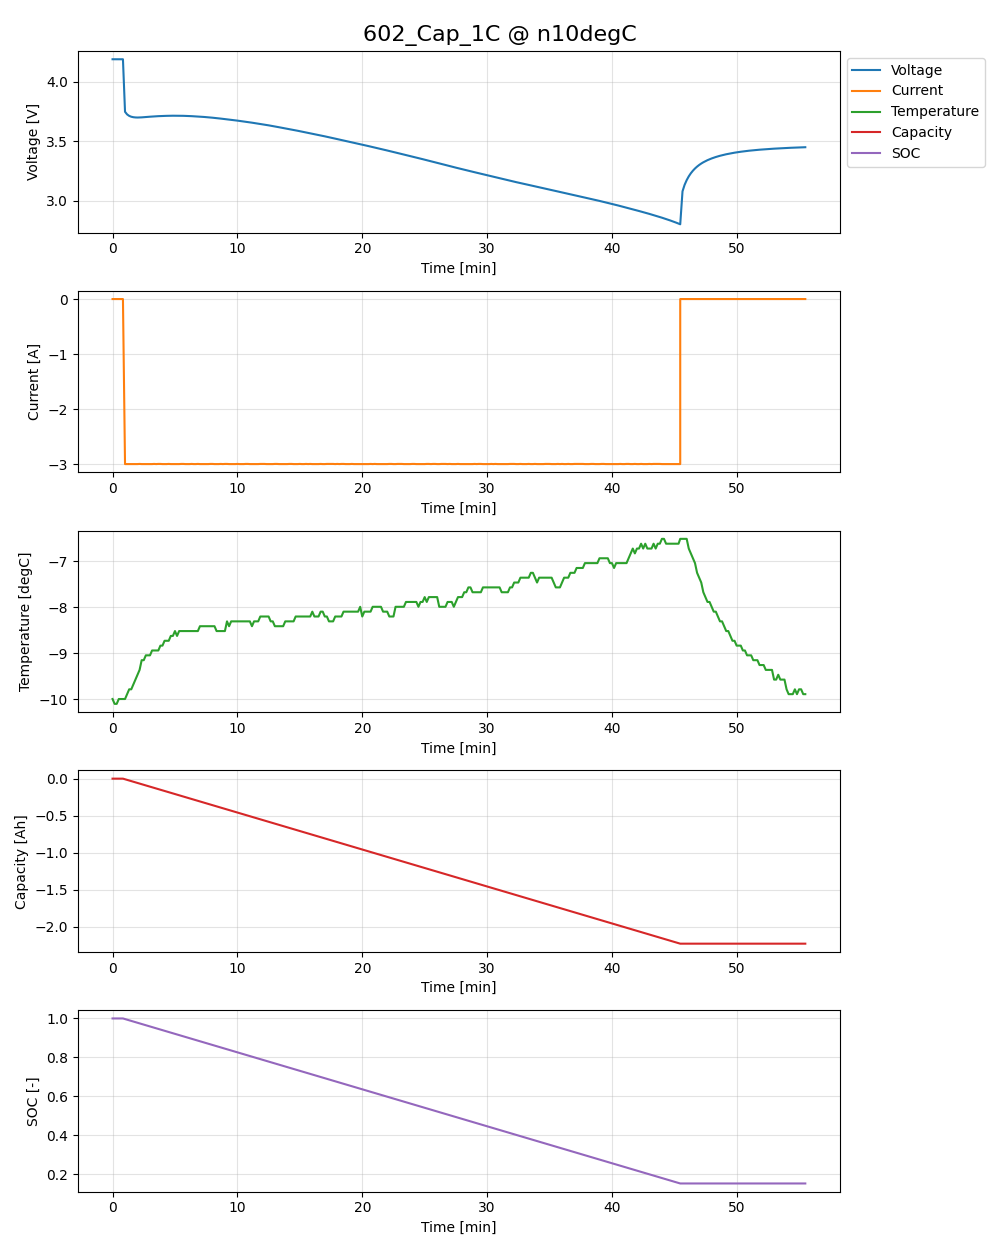 602_Cap_1C @ n10degC
4.0
3.5
3.0
Voltage [V]
0 10 20 30 40 50
Time [min]
Voltage
Current
Temperature
Capacity
SOC
0
−1
−2
−3
Current [A]
0 10 20 30 40 50
Time [min]
−7
−8
−9
−10
Temperature [degC]
0 10 20 30 40 50
Time [min]
0.0
−0.5
−1.0
−1.5
−2.0
Capacity [Ah]
0 10 20 30 40 50
Time [min]
1.0
0.8
0.6
0.4
0.2
SOC [-]
0 10 20 30 40 50
Time [min]